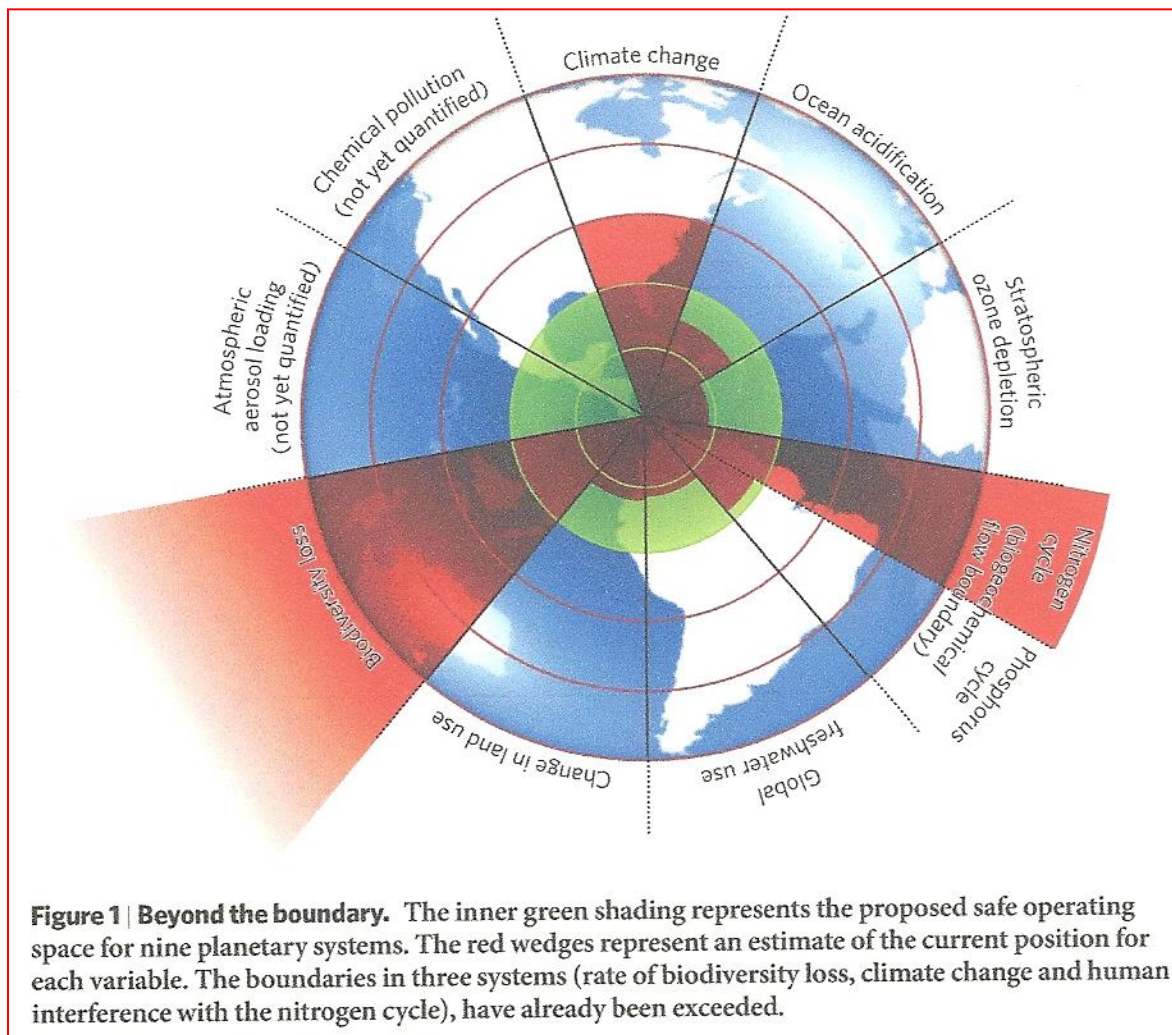 Climate change
Ocean acidification
Stratospheric
ozone depletion
Nitrogen
cycle
(biogeochemical
flow boundary)
Phosphorus
cycle
Global
freshwater use
Change in land use
Biodiversity loss
Atmospheric
aerosol loading
(not yet quantified)
Chemical pollution
(not yet quantified)
Figure 1 | Beyond the boundary. The inner green shading represents the proposed safe operating
space for nine planetary systems. The red wedges represent an estimate of the current position for
each variable. The boundaries in three systems (rate of biodiversity loss, climate change and human
interference with the nitrogen cycle), have already been exceeded.